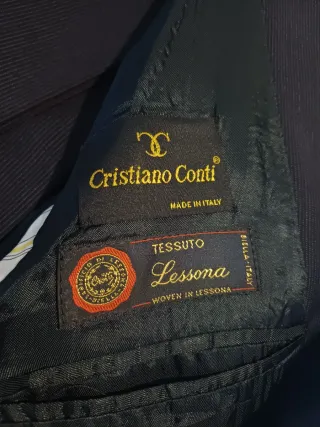 Cristiano Conti®
MADE IN ITALY
TESSUTO
Lessona
WOVEN IN LESSONA
BIELLA-ITALY